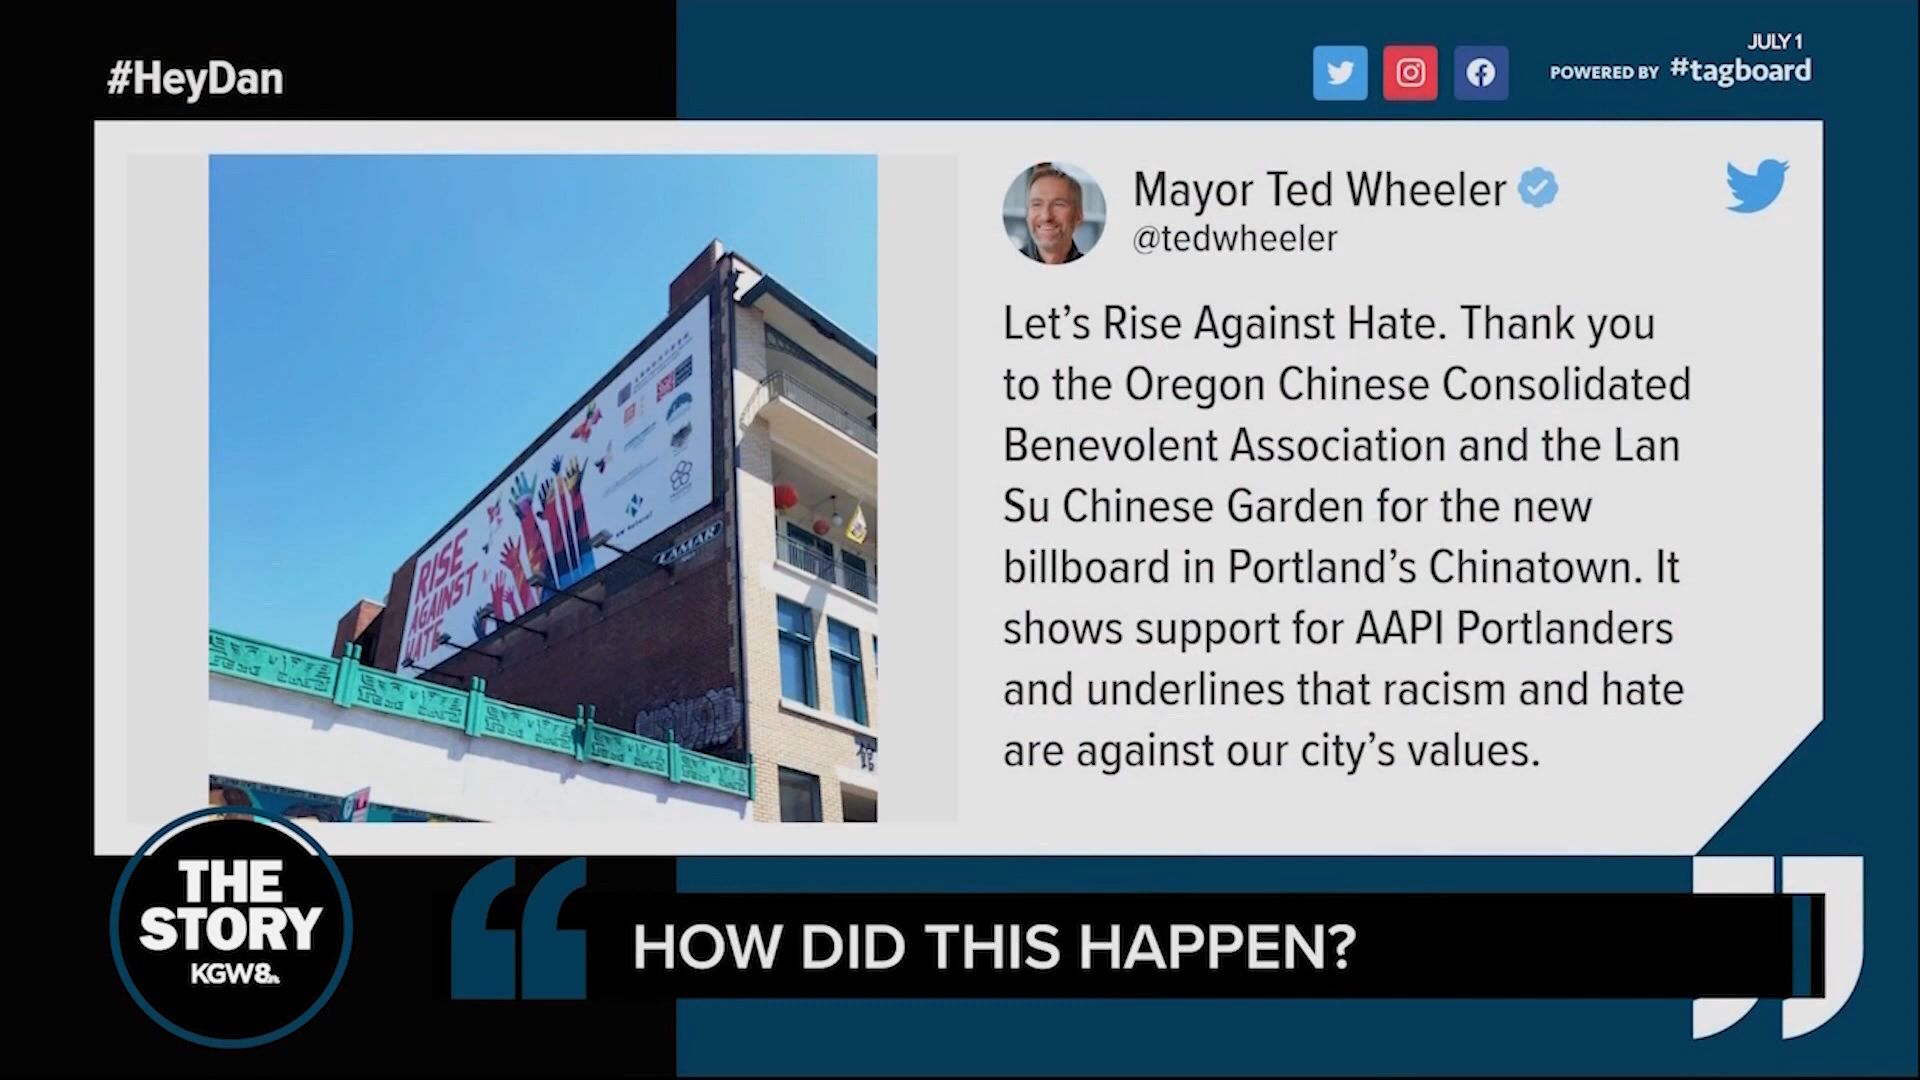 #HeyDan
JULY 1
POWERED BY #tagboard
Mayor Ted Wheeler
@tedwheeler
Let’s Rise Against Hate. Thank you
to the Oregon Chinese Consolidated
Benevolent Association and the Lan
Su Chinese Garden for the new
billboard in Portland’s Chinatown. It
shows support for AAPI Portlanders
and underlines that racism and hate
are against our city’s values.
RISE
AGAINST
HATE
NW Natural
LAMAR
館
THE
STORY
KGW8
HOW DID THIS HAPPEN?